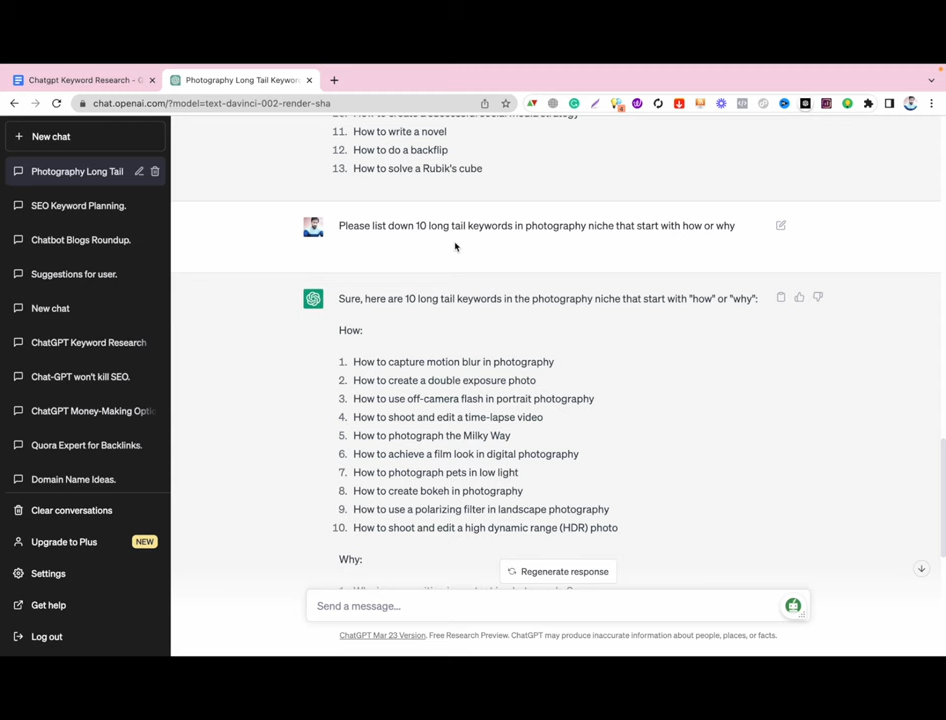 Chatgpt Keyword Research - G
Photography Long Tail Keywor
chat.openai.com/?model=text-davinci-002-render-sha
New chat
Photography Long Tail
SEO Keyword Planning.
Chatbot Blogs Roundup.
Suggestions for user.
New chat
ChatGPT Keyword Research
Chat-GPT won't kill SEO.
ChatGPT Money-Making Optio
Quora Expert for Backlinks.
Domain Name Ideas.
Clear conversations
Upgrade to Plus NEW
Settings
Get help
Log out
11. How to write a novel
12. How to do a backflip
13. How to solve a Rubik's cube
Please list down 10 long tail keywords in photography niche that start with how or why
Sure, here are 10 long tail keywords in the photography niche that start with "how" or "why":
How:
1. How to capture motion blur in photography
2. How to create a double exposure photo
3. How to use off-camera flash in portrait photography
4. How to shoot and edit a time-lapse video
5. How to photograph the Milky Way
6. How to achieve a film look in digital photography
7. How to photograph pets in low light
8. How to create bokeh in photography
9. How to use a polarizing filter in landscape photography
10. How to shoot and edit a high dynamic range (HDR) photo
Why:
Regenerate response
Send a message...
ChatGPT Mar 23 Version. Free Research Preview. ChatGPT may produce inaccurate information about people, places, or facts.